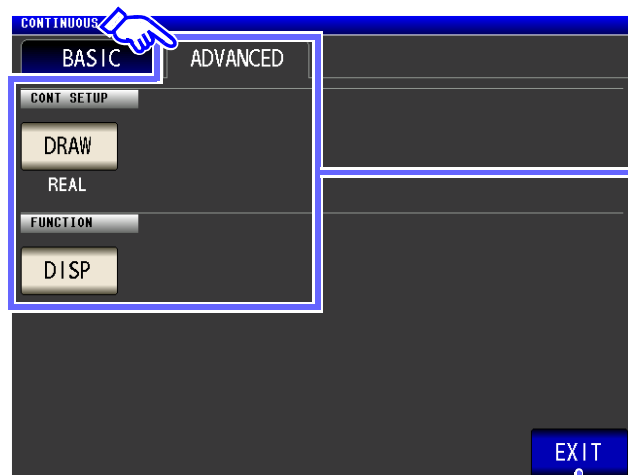 CONTINUOUS
BASIC ADVANCED
CONT SETUP
DRAW
REAL
FUNCTION
DISP
EXIT